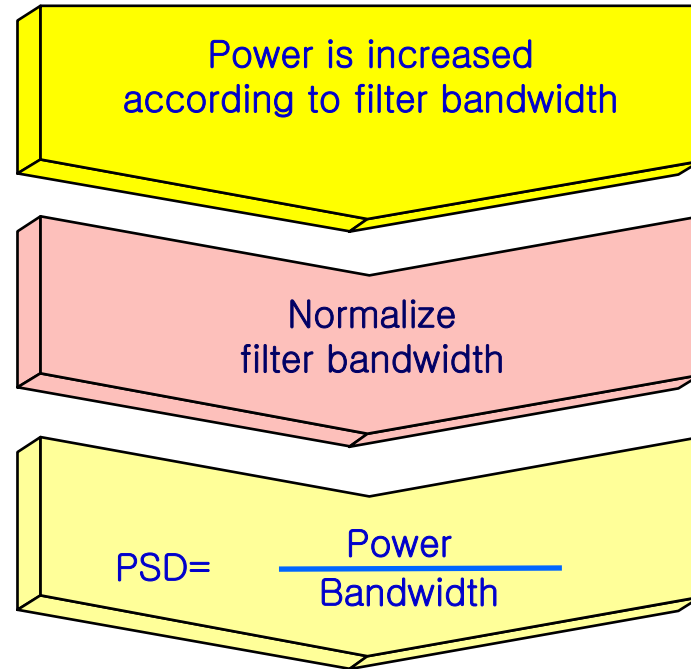 Power is increased
according to filter bandwidth
Normalize
filter bandwidth
PSD=
Power
Bandwidth